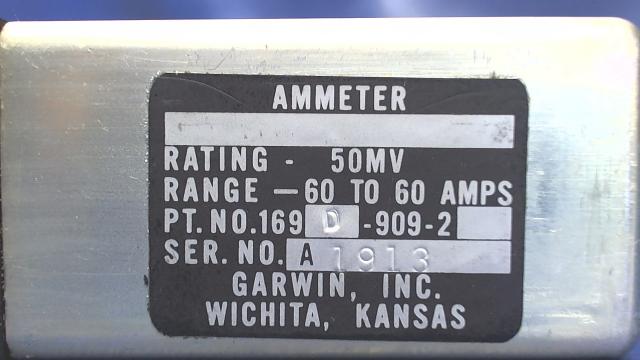 AMMETER
RATING - 50MV
RANGE —60 TO 60 AMPS
PT. NO.169 D -909-2
SER. NO. A 1913
GARWIN, INC.
WICHITA, KANSAS